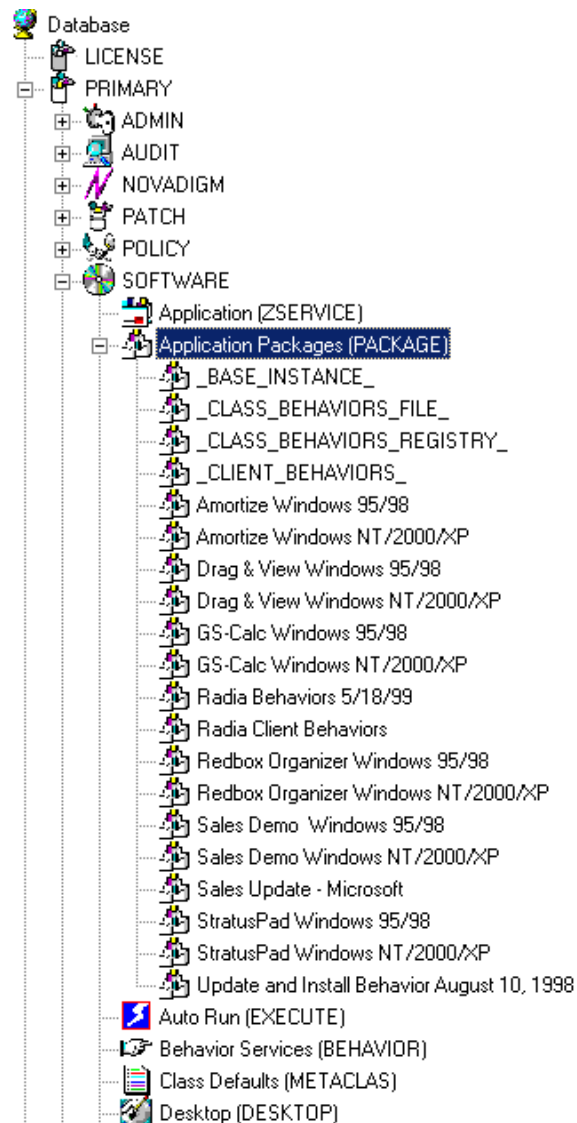 Database
LICENSE
PRIMARY
ADMIN
AUDIT
NOVADIGM
PATCH
POLICY
SOFTWARE
Application (ZSERVICE)
Application Packages (PACKAGE)
_BASE_INSTANCE_
_CLASS_BEHAVIORS_FILE_
_CLASS_BEHAVIORS_REGISTRY_
_CLIENT_BEHAVIORS_
Amortize Windows 95/98
Amortize Windows NT/2000/XP
Drag & View Windows 95/98
Drag & View Windows NT/2000/XP
GS-Calc Windows 95/98
GS-Calc Windows NT/2000/XP
Radia Behaviors 5/18/99
Radia Client Behaviors
Redbox Organizer Windows 95/98
Redbox Organizer Windows NT/2000/XP
Sales Demo  Windows 95/98
Sales Demo Windows NT/2000/XP
Sales Update - Microsoft
StratusPad Windows 95/98
StratusPad Windows NT/2000/XP
Update and Install Behavior August 10, 1998
Auto Run (EXECUTE)
Behavior Services (BEHAVIOR)
Class Defaults (METACLAS)
Desktop (DESKTOP)